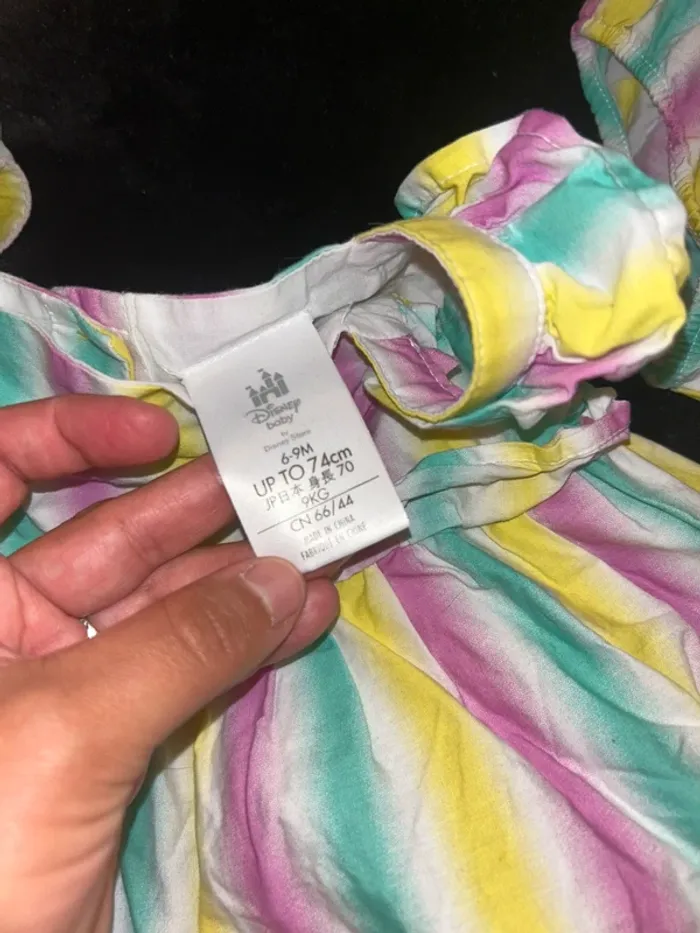 Disney
baby
by
Disney Store
6-9M
UP TO 74cm
JP日本 身長 70
9KG
CN 66/44
MADE IN CHINA
FABRIQUÉ EN CHINE